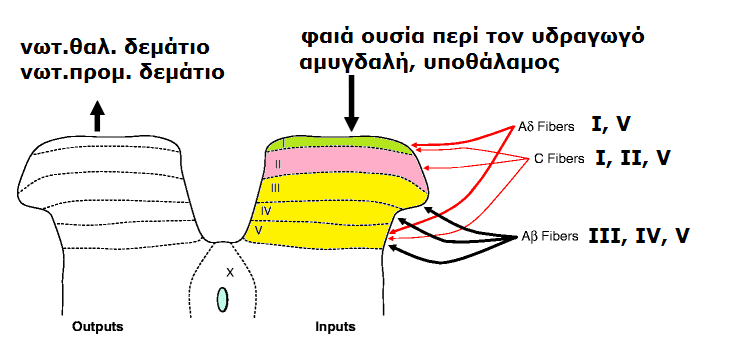 νωτ.θαλ. δεμάτιο
νωτ.προμ. δεμάτιο
φαιά ουσία περί τον υδραγωγό
αμυγδαλή, υποθάλαμος
I
II
III
IV
V
X
Aδ Fibers I, V
C Fibers I, II, V
Aβ Fibers III, IV, V
Outputs
Inputs